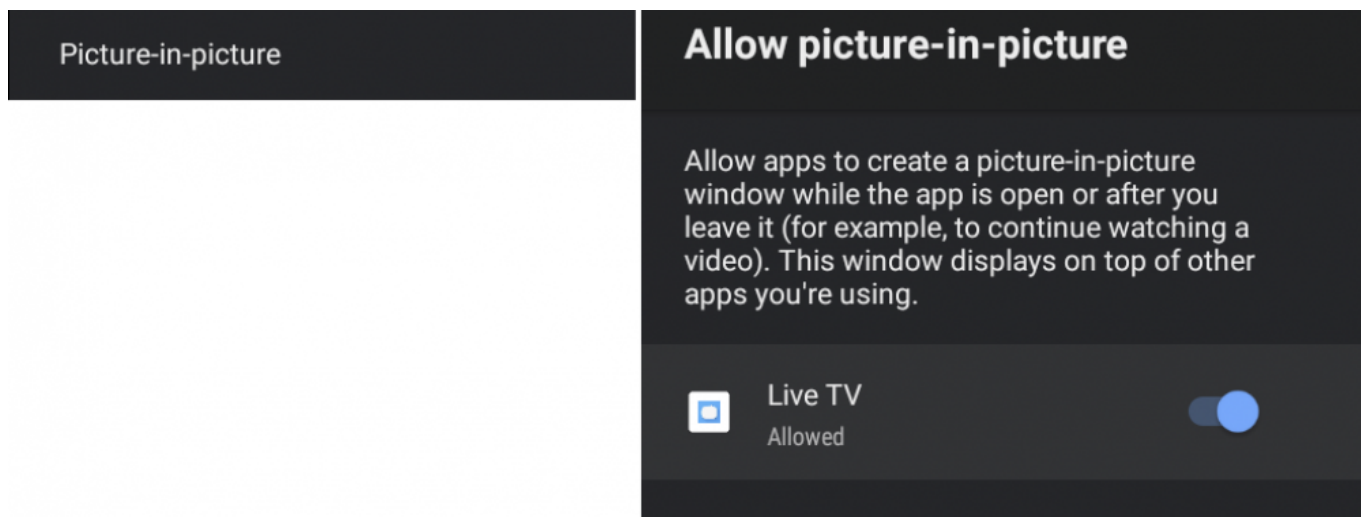 Picture-in-picture
Allow picture-in-picture
Allow apps to create a picture-in-picture
window while the app is open or after you
leave it (for example, to continue watching a
video). This window displays on top of other
apps you're using.
Live TV
Allowed